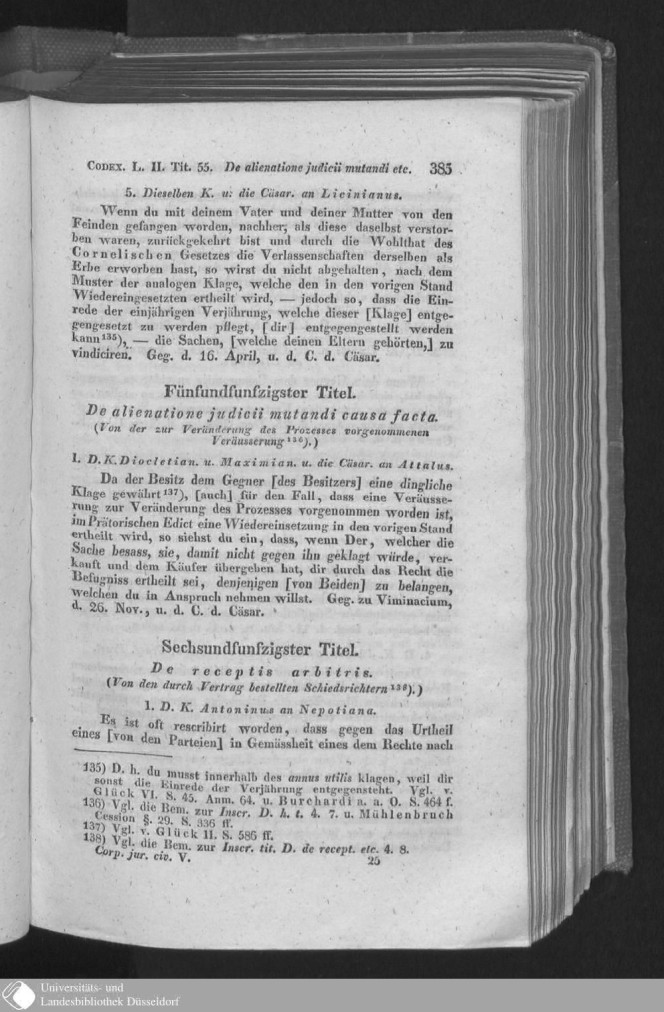 CODEX. L. II. Tit. 55. De alienatione judicii mutandi etc. 385
5. Dieselben K. u. die Cäsar. an Licinianus.
Wenn du mit deinem Vater und deiner Mutter von den
Feinden gefangen worden, nachher, als diese daselbst verstor-
ben waren, zurückgekehrt bist und durch die Wohlthat des
Cornelischen Gesetzes die Verlassenschaften derselben als
Erbe erworben hast, so wirst du nicht abgehalten, nach dem
Muster der analogen Klage, welche den in den vorigen Stand
Wiedereingesetzten ertheilt wird, — jedoch so, dass die Ein-
rede der einjährigen Verjährung, welche dieser [Klage] entge-
gengesetzt zu werden pflegt, [dir] entgegengestellt werden
kann135), — die Sachen, [welche deinen Eltern gehörten,] zu
vindiciren. Geg. d. 16. April, u. d. C. d. Cäsar.
Fünfundfunfzigster Titel.
De alienatione judicii mutandi causa facta.
(Von der zur Veränderung des Prozesses vorgenommenen
Veräusserung136).)
1. D. K. Diocletian. u. Maximian. u. die Cäsar. an Attalus.
Da der Besitz dem Gegner [des Besitzers] eine dingliche
Klage gewährt137), [auch] für den Fall, dass eine Veräusse-
rung zur Veränderung des Prozesses vorgenommen worden ist,
im Prätorischen Edict eine Wiedereinsetzung in den vorigen Stand
ertheilt wird, so siehst du ein, dass, wenn Der, welcher die
Sache besass, sie, damit nicht gegen ihn geklagt würde, ver-
kauft und dem Käufer übergeben hat, dir durch das Recht die
Befugniss ertheilt sei, denjenigen [von Beiden] zu belangen,
welchen du in Anspruch nehmen willst. Geg. zu Viminacium,
d. 26. Nov., u. d. C. d. Cäsar.
Sechsundfunfzigster Titel.
De receptis arbitris.
(Von den durch Vertrag bestellten Schiedsrichtern138).)
1. D. K. Antoninus an Nepotiana.
Es ist oft rescribirt worden, dass gegen das Urtheil
eines [von den Parteien] in Gemässheit eines dem Rechte nach
135) D. h. du musst innerhalb des annus utilis klagen, weil dir
sonst die Einrede der Verjährung entgegensteht. Vgl. v.
Glück VI. S. 45. Anm. 64. u. Burchardi a. a. O. S. 464 f.
136) Vgl. die Bem. zur Inscr. D. h. t. 4. 7. u. Mühlenbruch
Cession §. 29. S. 336 ff.
137) Vgl. v. Glück II. S. 586 ff.
138) Vgl. die Bem. zur Inscr. tit. D. de recept. etc. 4. 8.
Corp. jur. civ. V. 25
Universitäts- und
Landesbibliothek Düsseldorf